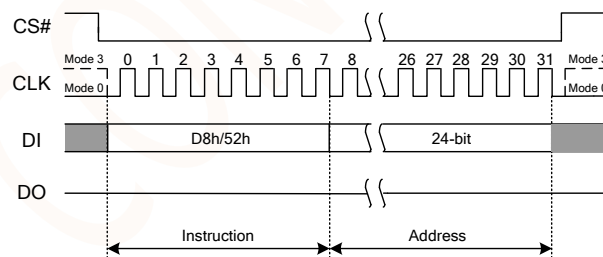 CS#
Mode 3 0 1 2 3 4 5 6 7 8 26 27 28 29 30 31 Mode 3
CLK
Mode 0 Mode 0
DI D8h/52h 24-bit
DO
Instruction Address